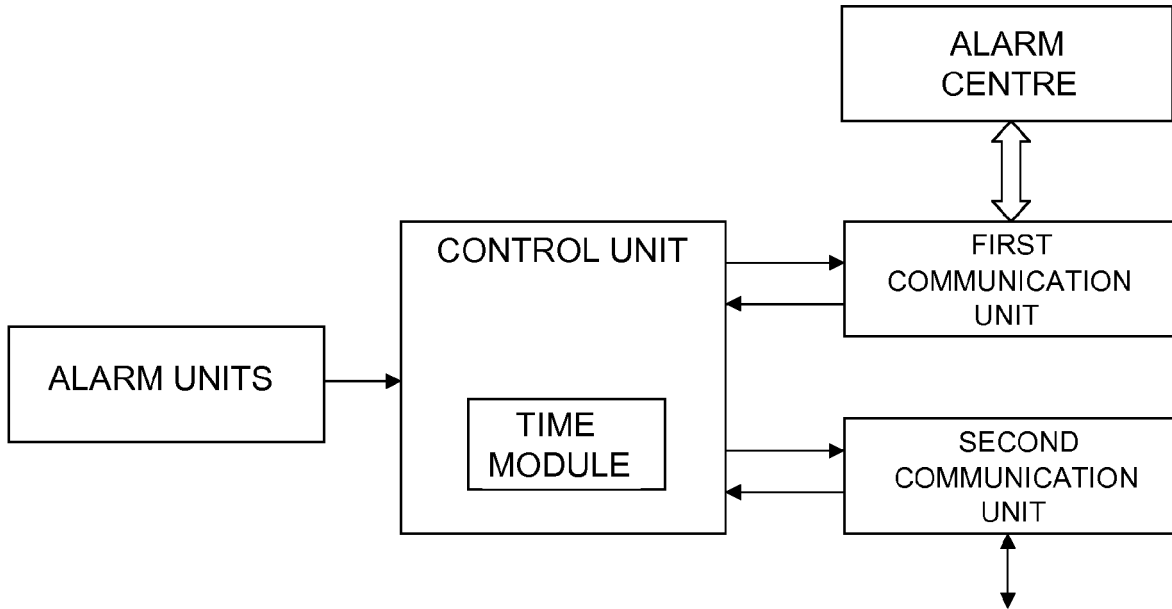 ALARM
CENTRE
CONTROL UNIT
FIRST
COMMUNICATION
UNIT
ALARM UNITS
TIME
MODULE
SECOND
COMMUNICATION
UNIT